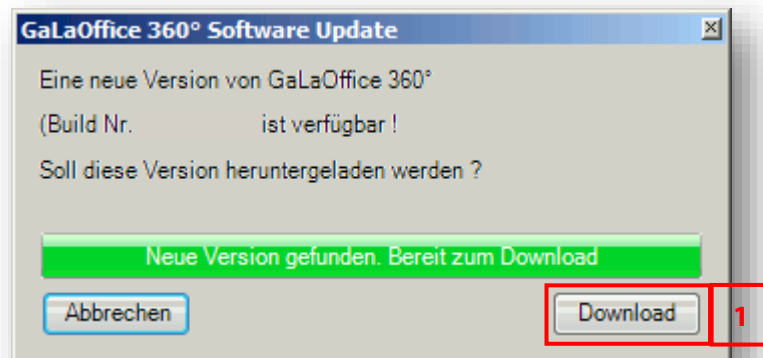 GaLaOffice 360° Software Update
Eine neue Version von GaLaOffice 360°
(Build Nr. ist verfügbar !
Soll diese Version heruntergeladen werden ?
Neue Version gefunden. Bereit zum Download
Abbrechen Download 1